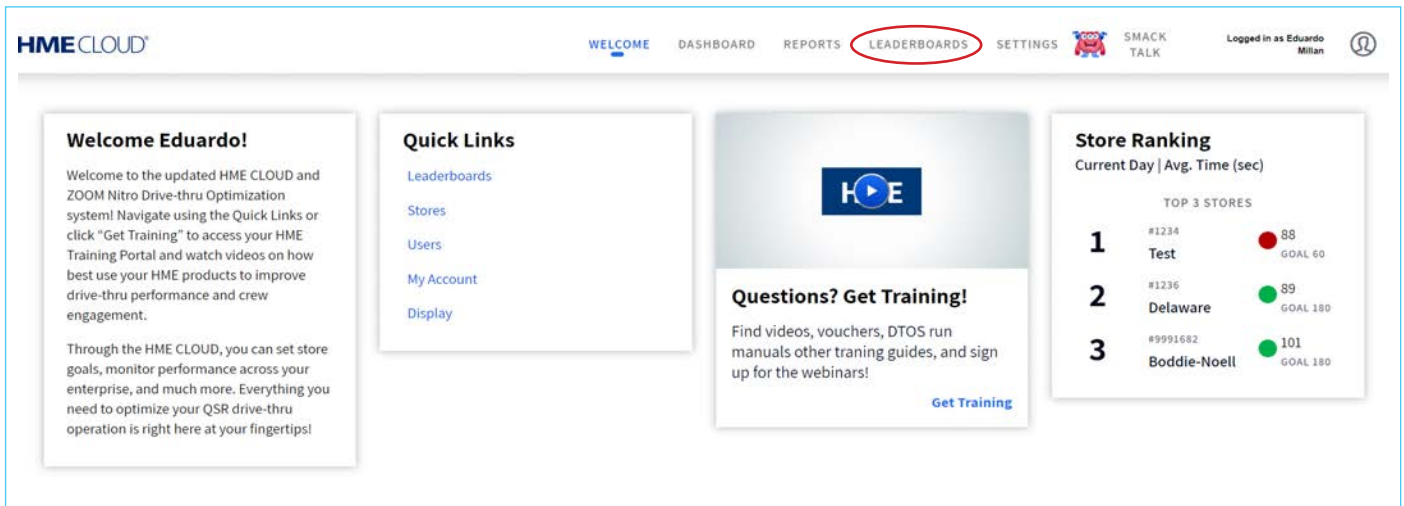 HME CLOUD®
WELCOME DASHBOARD REPORTS LEADERBOARDS SETTINGS SMACK TALK Logged in as Eduardo Millan
Welcome Eduardo!
Welcome to the updated HME CLOUD and
ZOOM Nitro Drive-thru Optimization
system! Navigate using the Quick Links or
click "Get Training" to access your HME
Training Portal and watch videos on how
best use your HME products to improve
drive-thru performance and crew
engagement.
Through the HME CLOUD, you can set store
goals, monitor performance across your
enterprise, and much more. Everything you
need to optimize your QSR drive-thru
operation is right here at your fingertips!
Quick Links
Leaderboards
Stores
Users
My Account
Display
HME
Questions? Get Training!
Find videos, vouchers, DTOS run
manuals other traning guides, and sign
up for the webinars!
Get Training
Store Ranking
Current Day | Avg. Time (sec)
TOP 3 STORES
1 #1234 Test 88 GOAL 60
2 #1236 Delaware 89 GOAL 180
3 #9991682 Boddie-Noell 101 GOAL 180